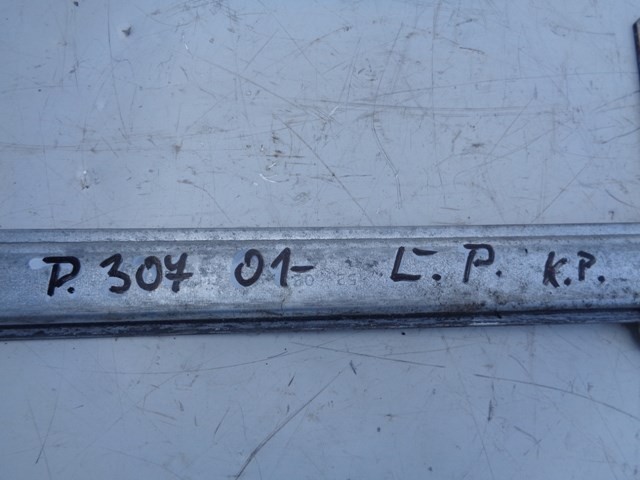 P. 307 01- L. P. K.P.